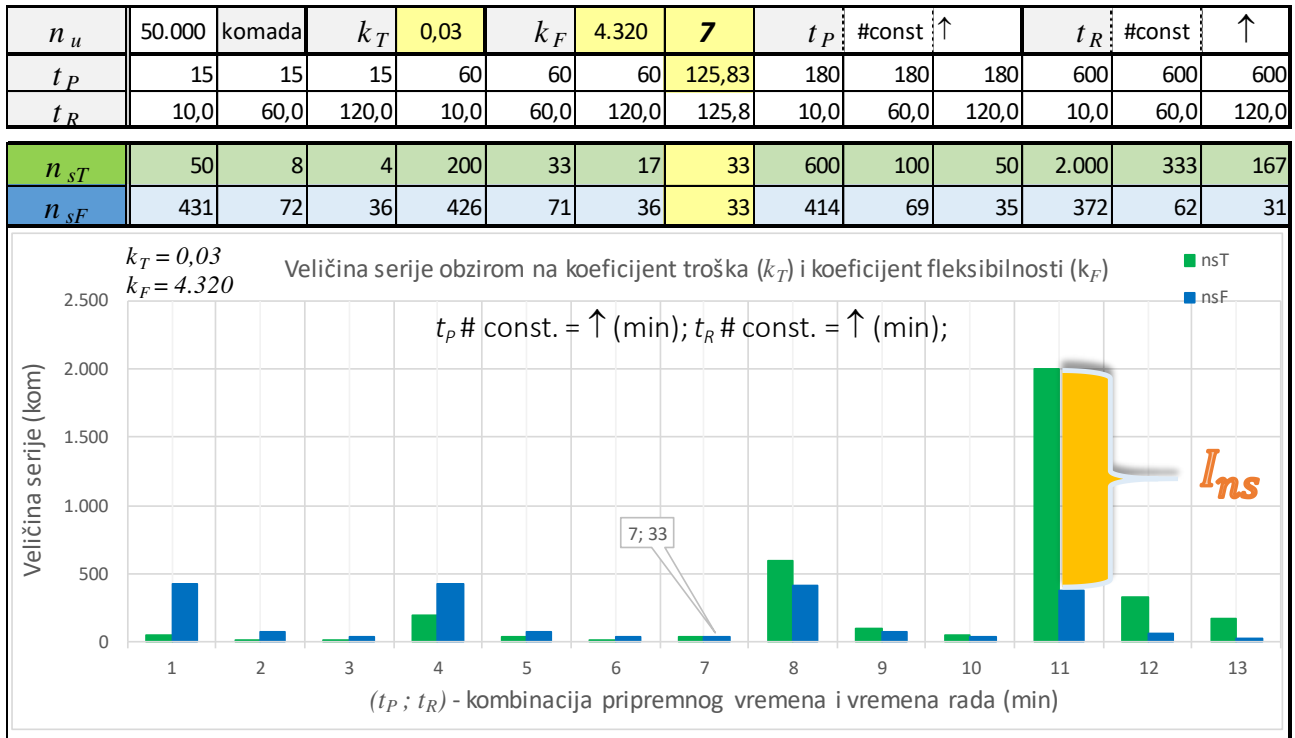 n u 50.000 komada k T 0,03 k F 4.320 7 t P #const ↑ t R #const ↑
t P 15 15 15 60 60 60 125,83 180 180 180 600 600 600
t R 10,0 60,0 120,0 10,0 60,0 120,0 125,8 10,0 60,0 120,0 10,0 60,0 120,0
n sT 50 8 4 200 33 17 33 600 100 50 2.000 333 167
n sF 431 72 36 426 71 36 33 414 69 35 372 62 31
k T = 0,03
k F = 4.320
Veličina serije obzirom na koeficijent troška (k T) i koeficijent fleksibilnosti (k F)
nsT
nsF
t P # const. = ↑ (min); t R # const. = ↑ (min);
Veličina serije (kom)
2.500
2.000
1.500
1.000
500
0
𝕀ns
7; 33
1 2 3 4 5 6 7 8 9 10 11 12 13
(t P ; t R) - kombinacija pripremnog vremena i vremena rada (min)